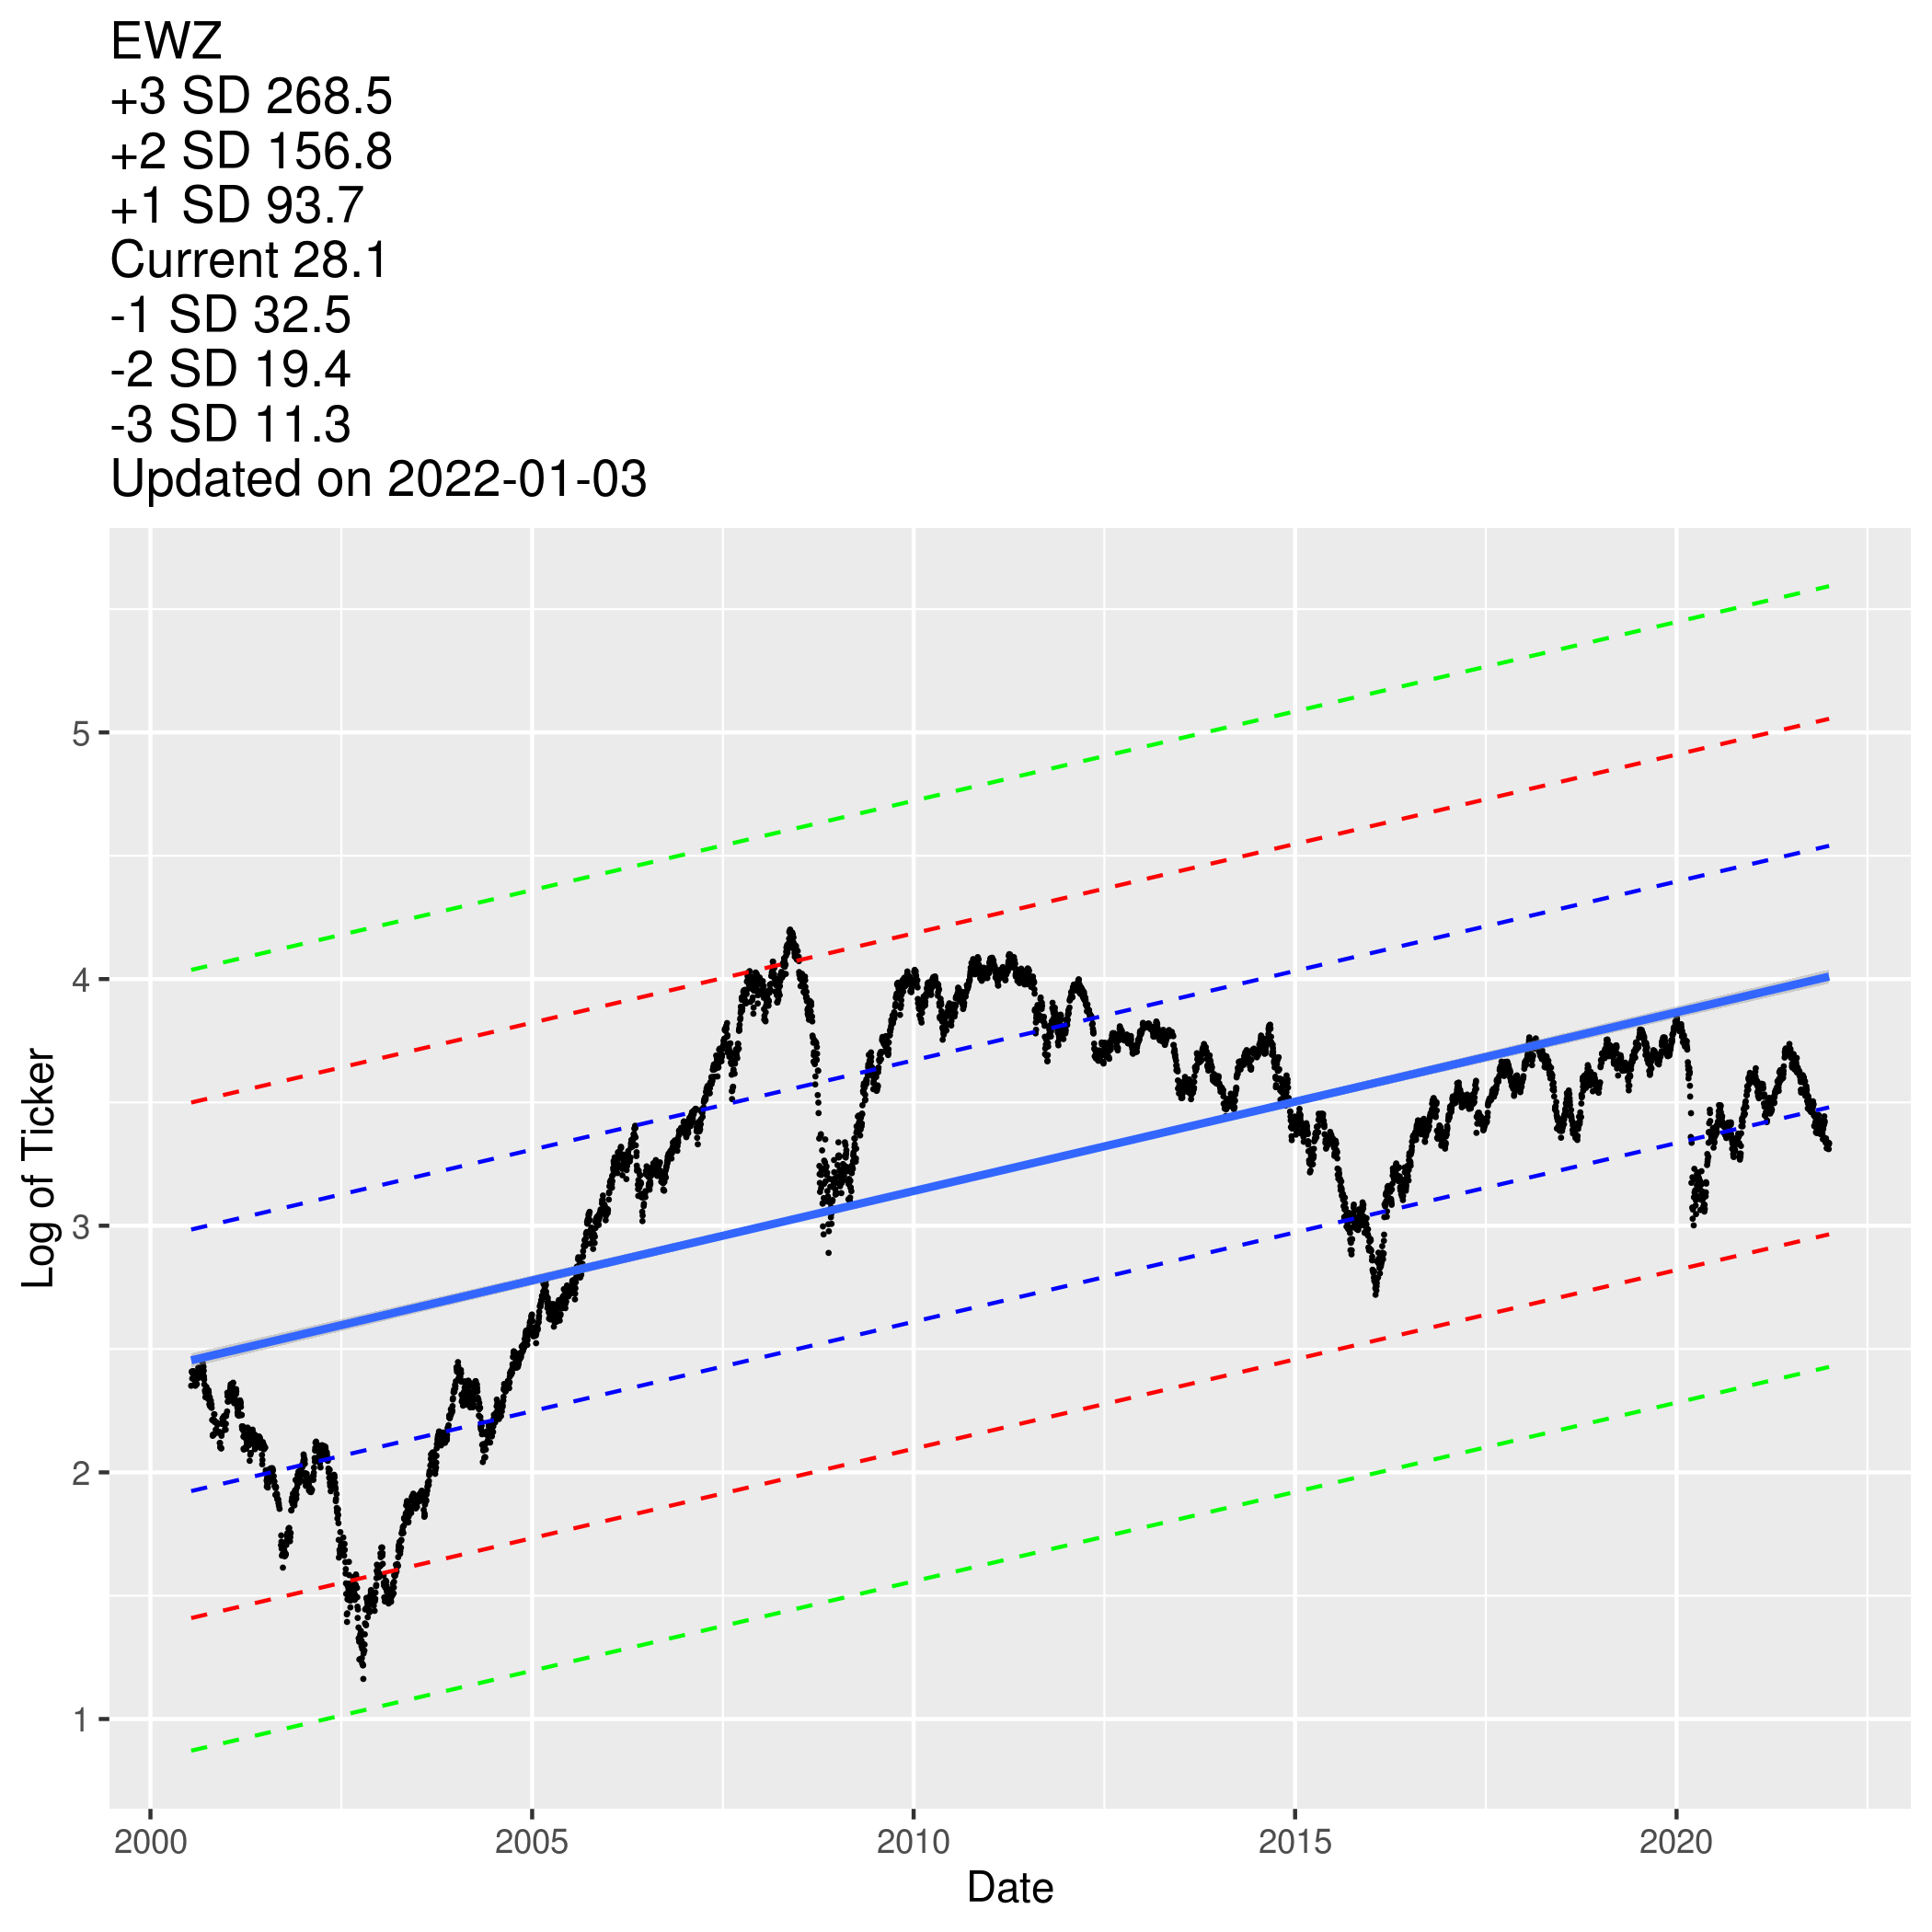 EWZ
+3 SD 268.5
+2 SD 156.8
+1 SD 93.7
Current 28.1
-1 SD 32.5
-2 SD 19.4
-3 SD 11.3
Updated on 2022-01-03
Log of Ticker
5
4
3
2
1
2000 2005 2010 2015 2020
Date